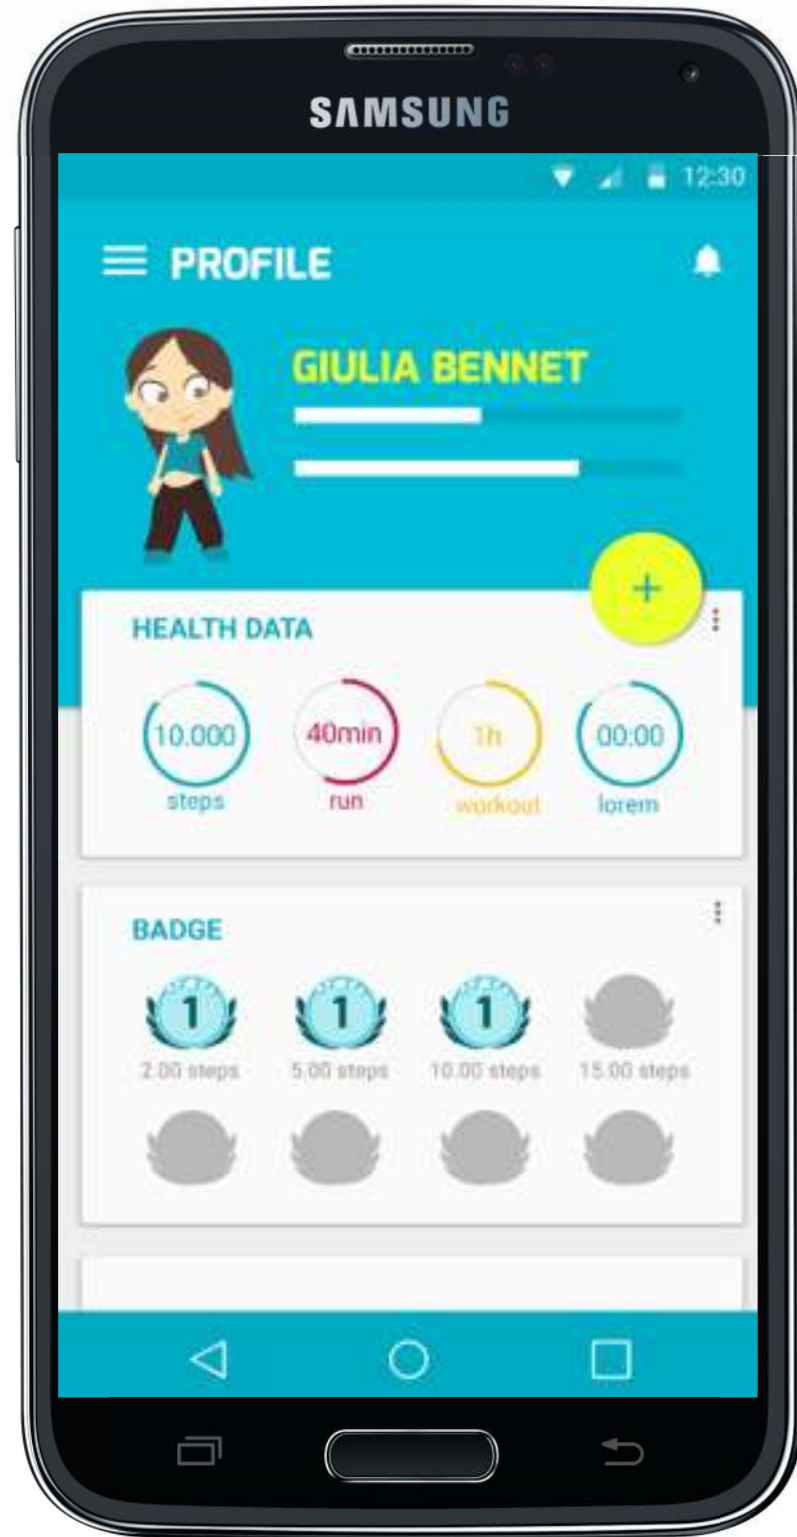 SAMSUNG
12:30
PROFILE
GIULIA BENNET
+
HEALTH DATA
10.000
40min
1h
00:00
steps
run
workout
lorem
BADGE
1
1
1
2.00 steps
5.00 steps
10.00 steps
15.00 steps